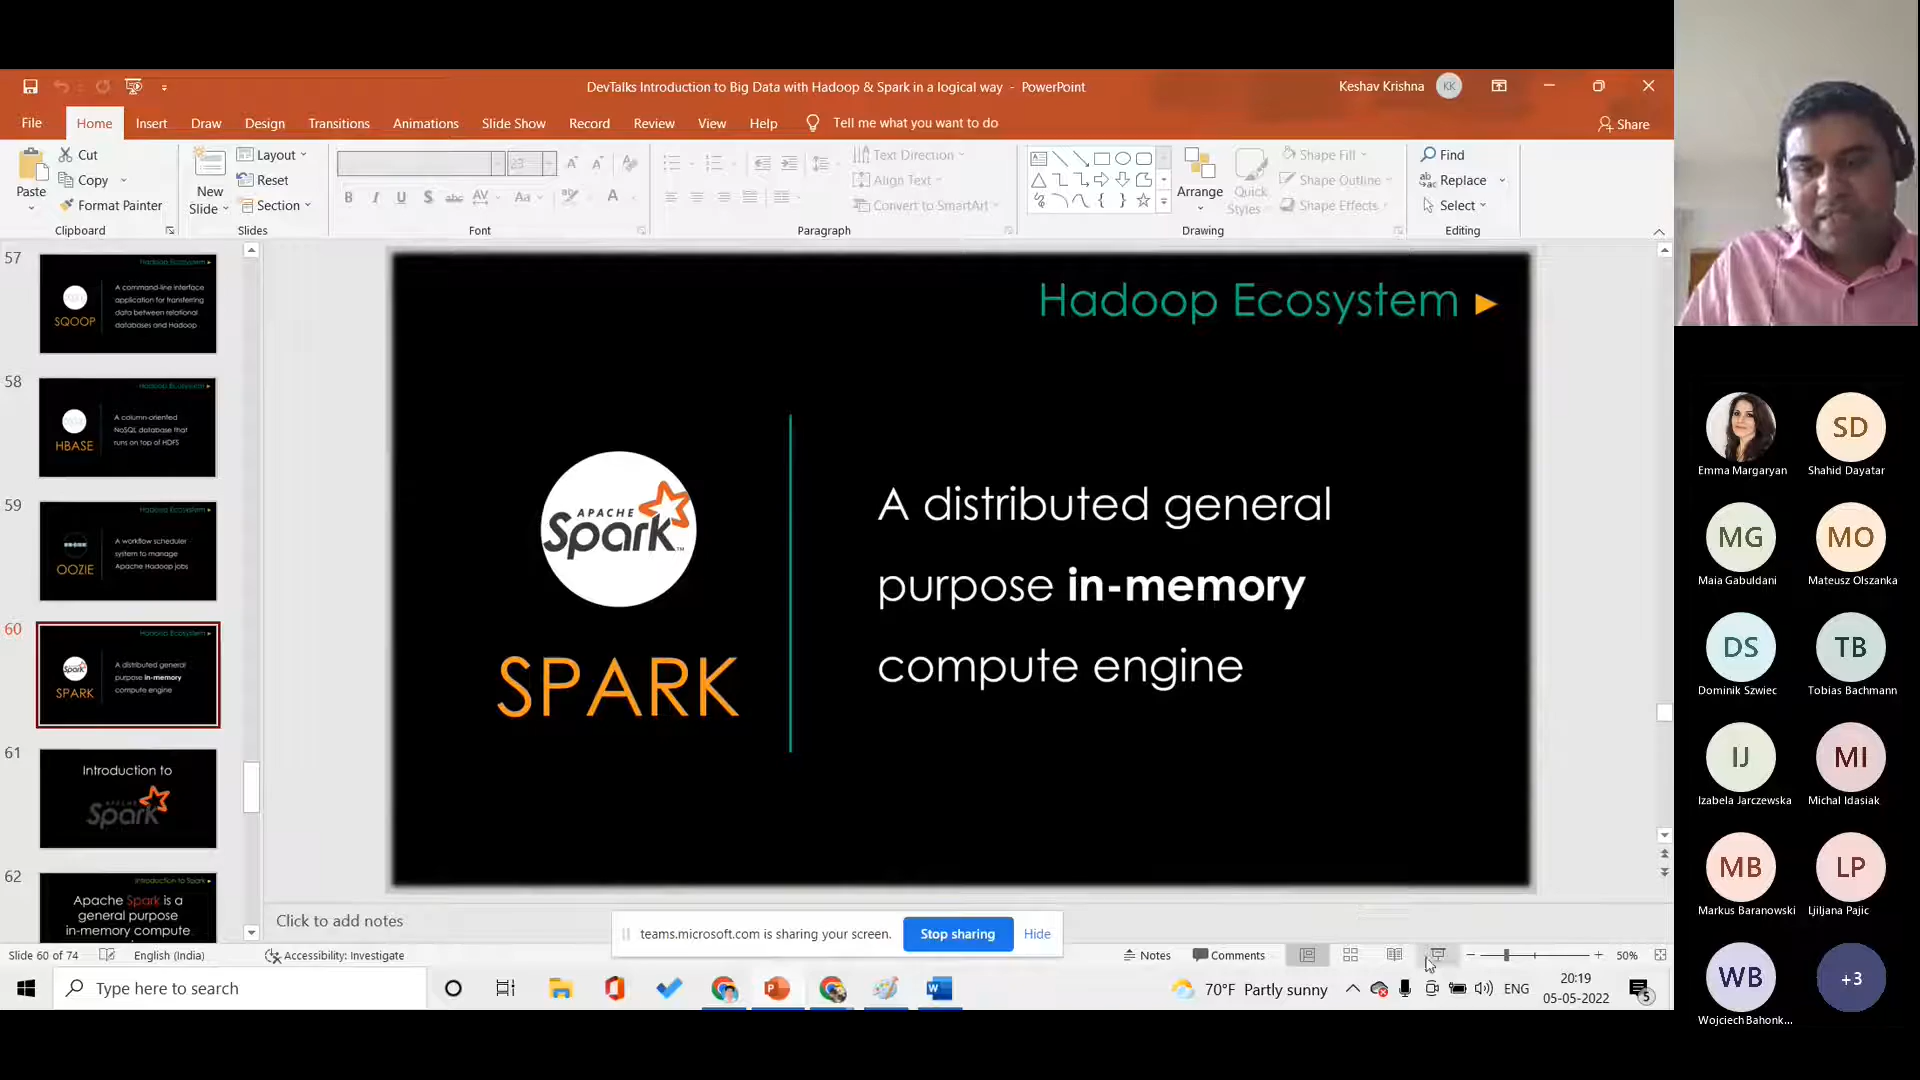 DevTalks Introduction to Big Data with Hadoop & Spark in a logical way - PowerPoint
Keshav Krishna
KK
File
Home
Insert
Draw
Design
Transitions
Animations
Slide Show
Record
Review
View
Help
Tell me what you want to do
Share
Paste
Cut
Copy
Format Painter
Clipboard
New
Slide
Layout
Reset
Section
Slides
23
B I U S abc AV Aa A
Font
Text Direction
Align Text
Convert to SmartArt
Paragraph
Arrange
Quick
Styles
Shape Fill
Shape Outline
Shape Effects
Drawing
Find
Replace
Select
Editing
57
Hadoop Ecosystem
SQOOP
A command-line interface
application for transferring
data between relational
databases and Hadoop
58
Hadoop Ecosystem
HBASE
A column-oriented
NoSQL database that
runs on top of HDFS
59
Hadoop Ecosystem
OOZIE
A workflow scheduler
system to manage
Apache Hadoop jobs
60
Hadoop Ecosystem
Spark
SPARK
A distributed general
purpose in-memory
compute engine
61
Introduction to
APACHE
Spark
62
Introduction to Spark
Apache Spark is a
general purpose
in-memory compute
Hadoop Ecosystem
APACHE
Spark™
SPARK
A distributed general
purpose in-memory
compute engine
Click to add notes
teams.microsoft.com is sharing your screen.
Stop sharing
Hide
Slide 60 of 74
English (India)
Accessibility: Investigate
Notes
Comments
50%
Type here to search
70°F Partly sunny
ENG
20:19
05-05-2022
5
Emma Margaryan
SD
Shahid Dayatar
MG
Maia Gabuldani
MO
Mateusz Olszanka
DS
Dominik Szwiec
TB
Tobias Bachmann
IJ
Izabela Jarczewska
MI
Michal Idasiak
MB
Markus Baranowski
LP
Ljiljana Pajic
WB
Wojciech Bahonk...
+3